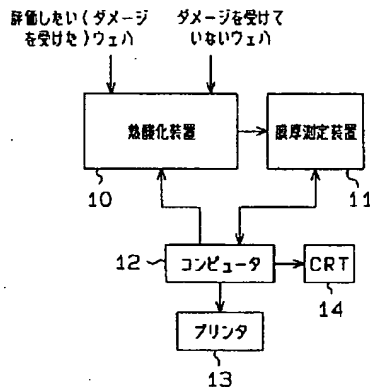 評価したい(ダメージ
を受けた)ウェハ
ダメージを受けて
いないウェハ
熱酸化装置
膜厚測定装置
10
11
12
コンピュータ
CRT
14
プリンタ
13